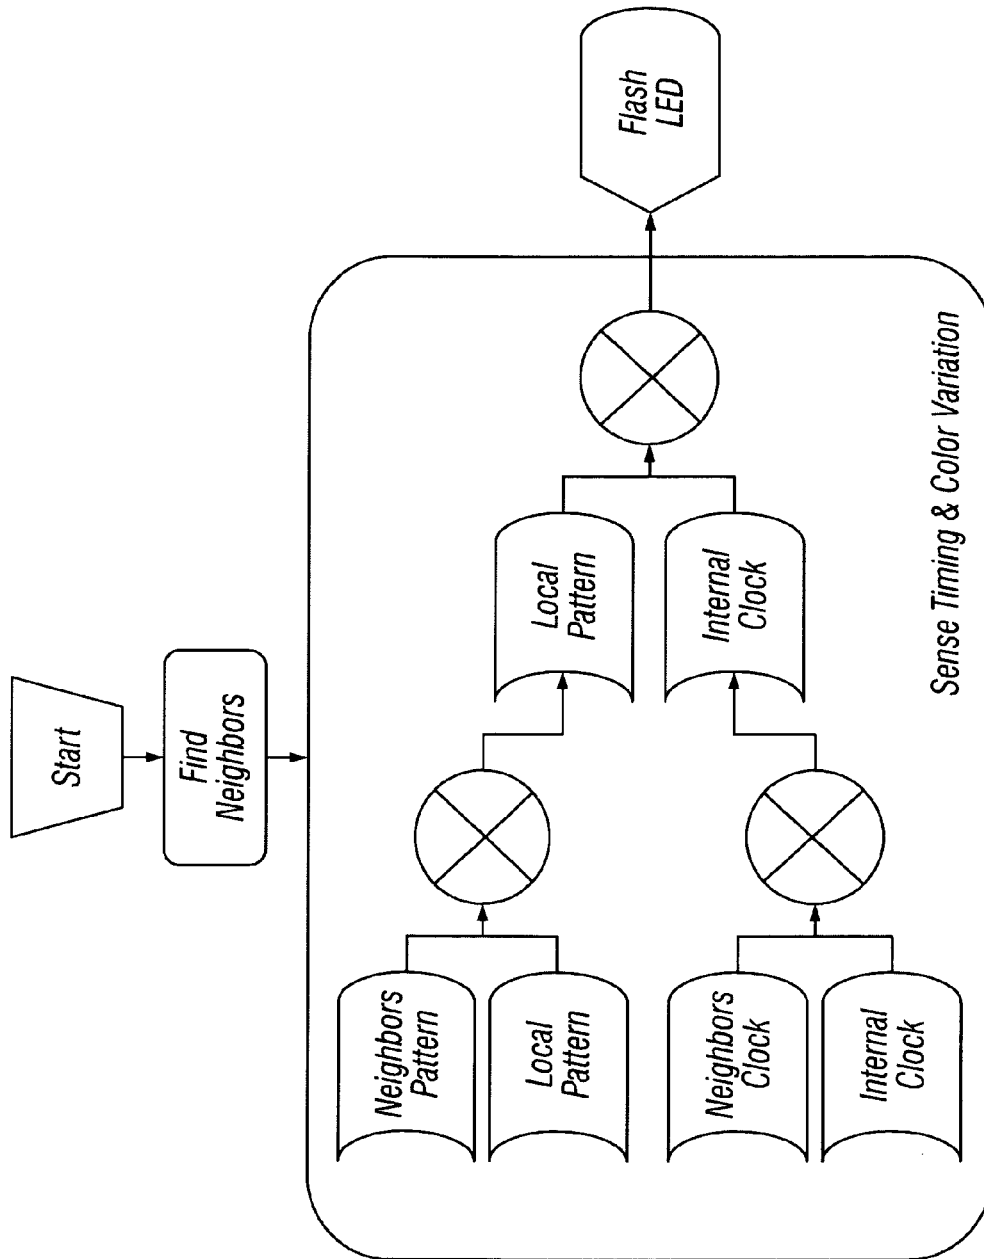 Start
Find
Neighbors
Neighbors
Pattern
Local
Pattern
Neighbors
Clock
Internal
Clock
Local
Pattern
Internal
Clock
Flash
LED
Sense Timing & Color Variation